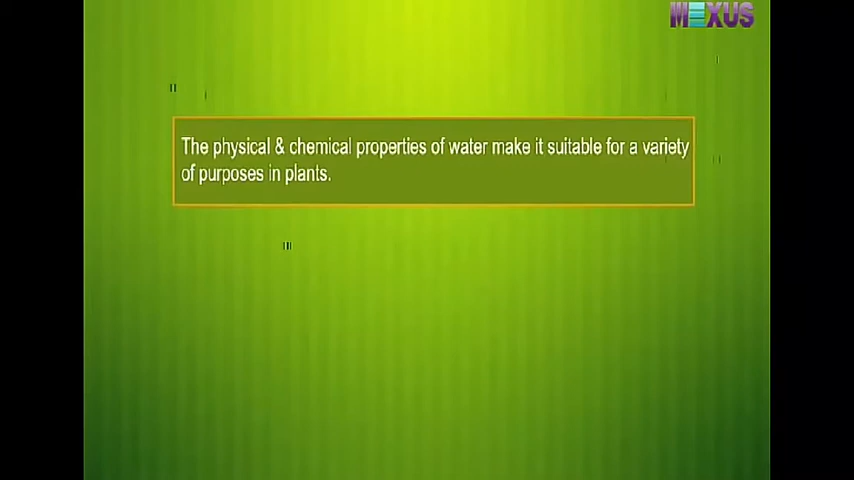 MEXUS
The physical & chemical properties of water make it suitable for a variety
of purposes in plants.